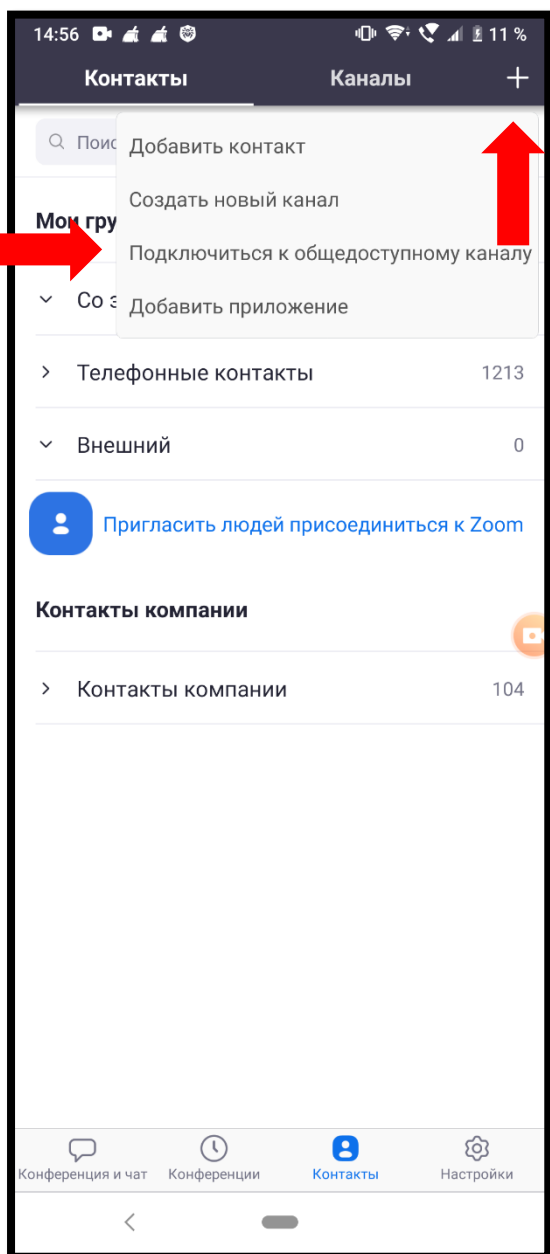 14:56 11 %
Контакты Каналы
Добавить контакт
Создать новый канал
Подключиться к общедоступному каналу
Добавить приложение
Телефонные контакты 1213
Внешний 0
Пригласить людей присоединиться к Zoom
Контакты компании
Контакты компании 104
Конференция и чат Конференции Контакты Настройки